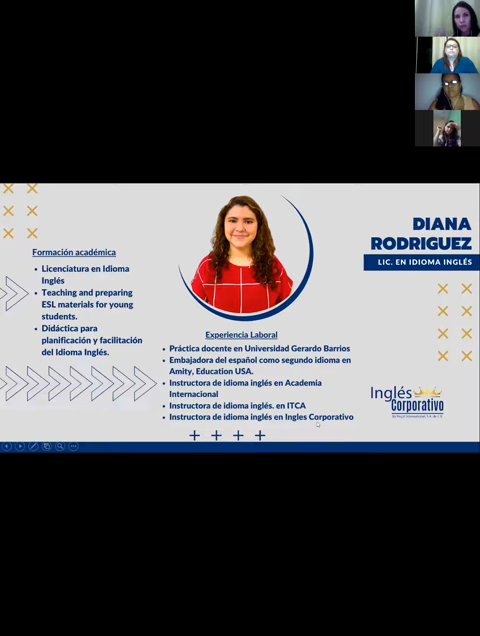 DIANA
RODRIGUEZ
LIC. EN IDIOMA INGLÉS
Formación académica
Licenciatura en Idioma
Inglés
Teaching and preparing
ESL materials for young
students.
Didáctica para
planificación y facilitación
del Idioma Inglés.
Experiencia Laboral
Práctica docente en Universidad Gerardo Barrios
Embajadora del español como segundo idioma en
Amity, Education USA.
Instructora de idioma inglés en Academia
Internacional
Instructora de idioma inglés. en ITCA
Instructora de idioma inglés en Ingles Corporativo
Inglés
Corporativo